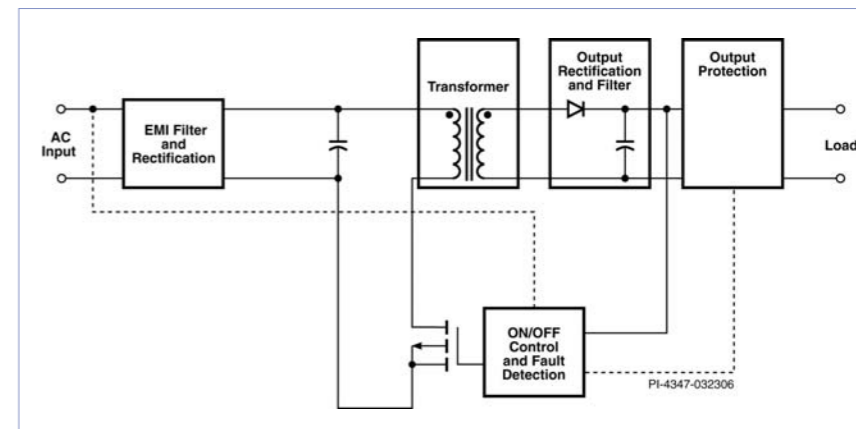 Transformer
Output
Rectification
and Filter
Output
Protection
AC
Input
EMI Filter
and
Rectification
Load
ON/OFF
Control
and Fault
Detection
PI-4347-032306